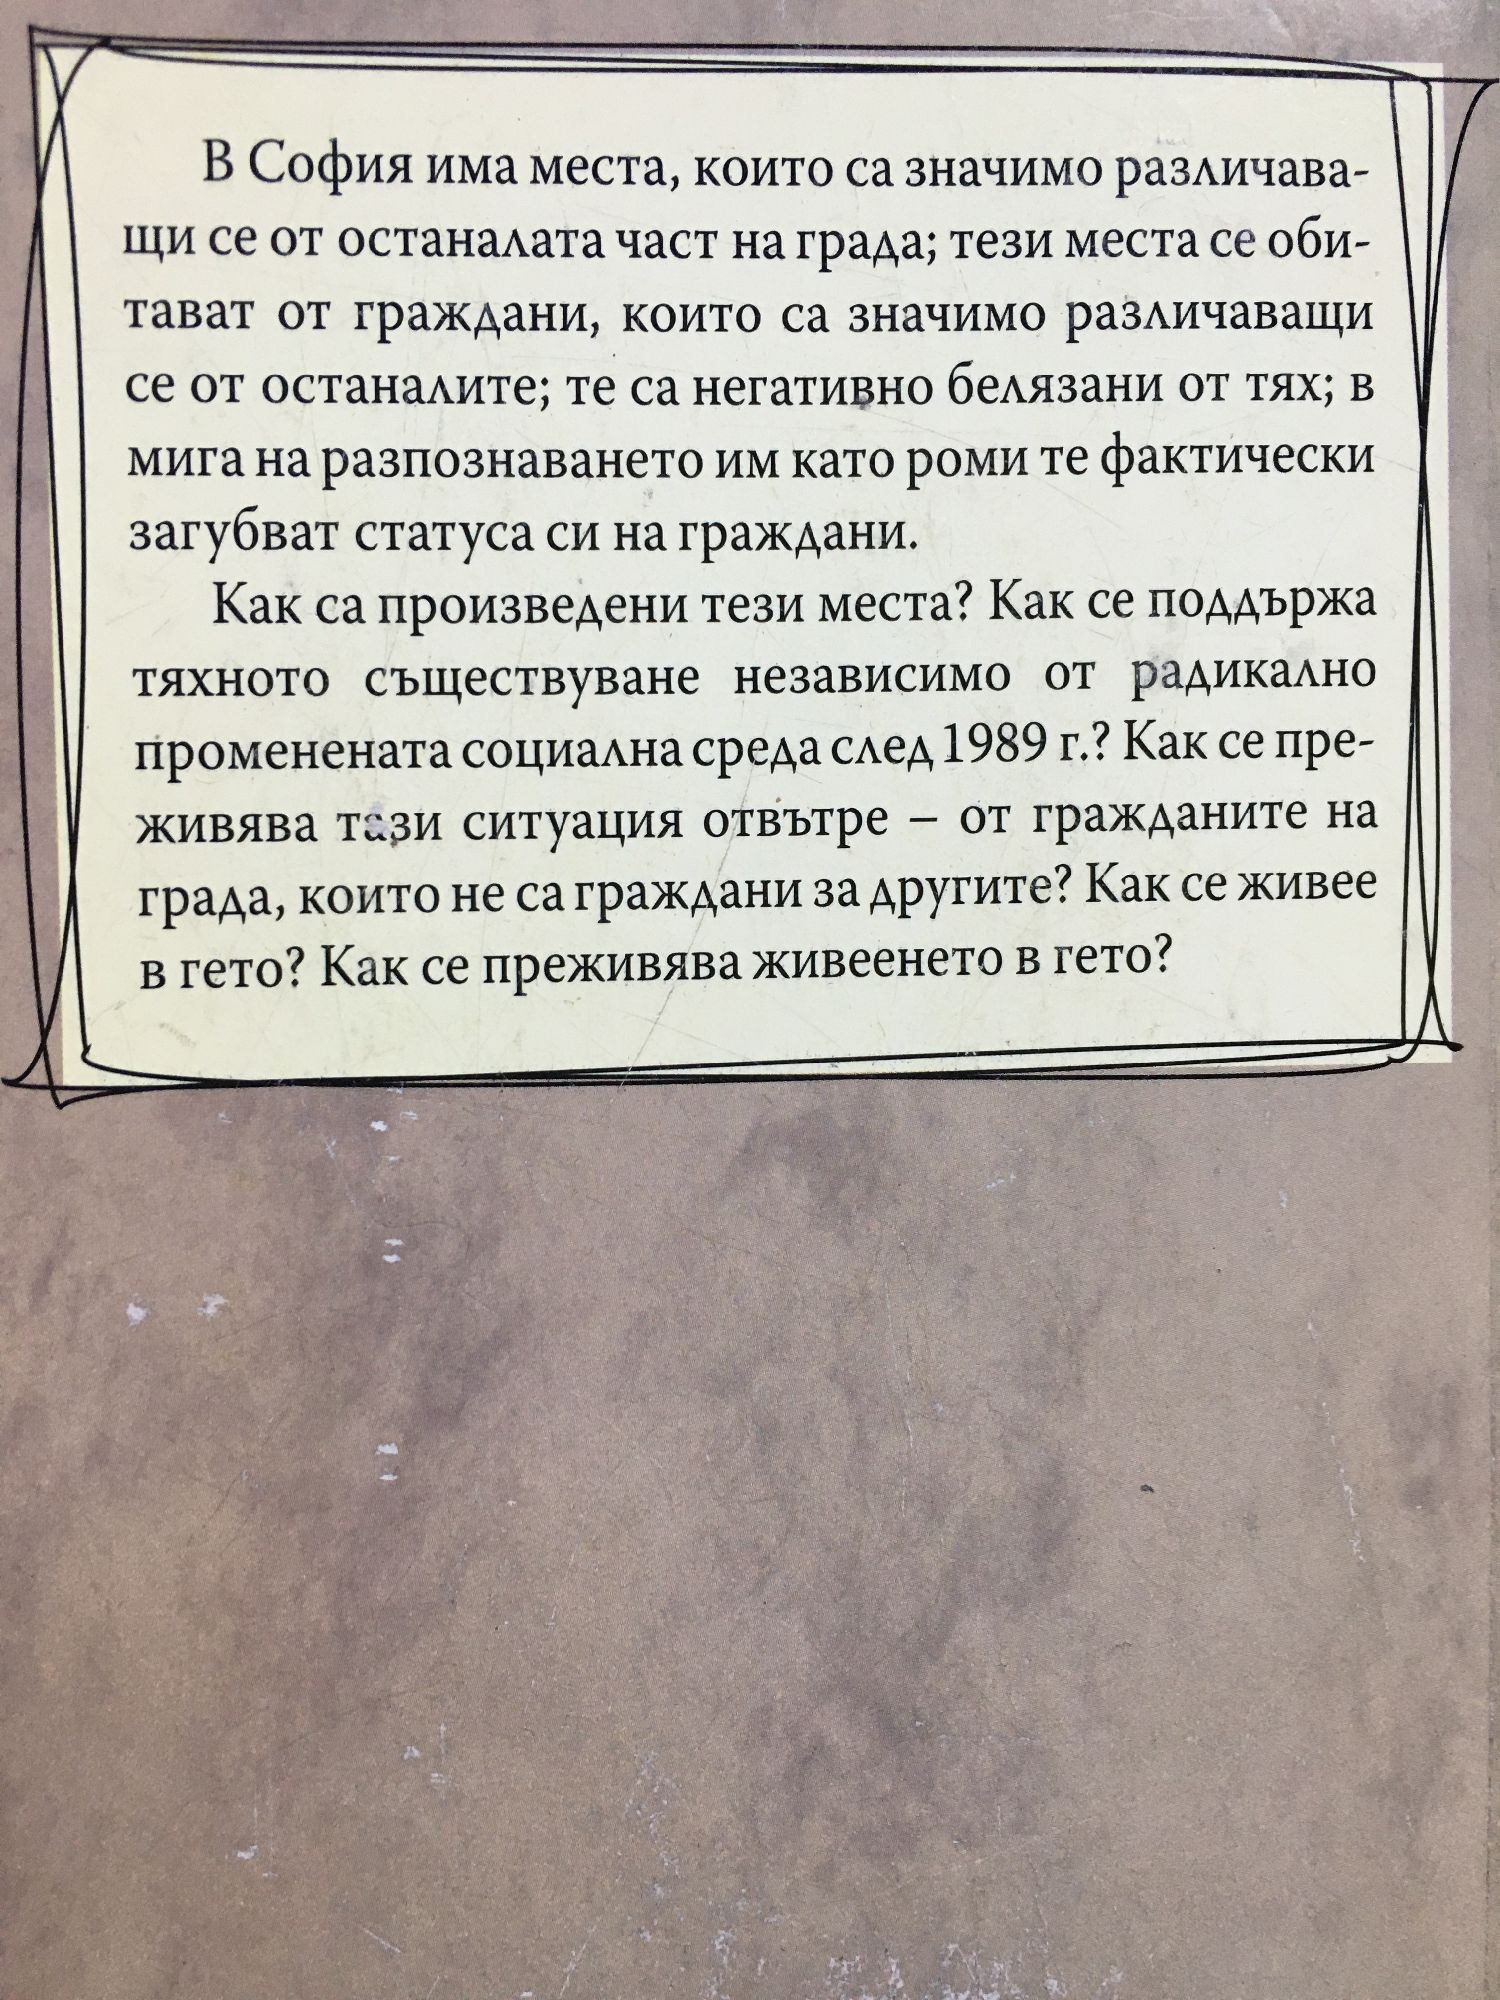 В София има места, които са значимо различава-
щи се от останалата част на града; тези места се оби-
тават от граждани, които са значимо различаващи
се от останалите; те са негативно белязани от тях; в
мига на разпознаването им като роми те фактически
загубват статуса си на граждани.
Как са произведени тези места? Как се поддържа
тяхното съществуване независимо от радикално
променената социална среда след 1989 г.? Как се пре-
живява тази ситуация отвътре – от гражданите на
града, които не са граждани за другите? Как се живее
в гето? Как се преживява живеенето в гето?